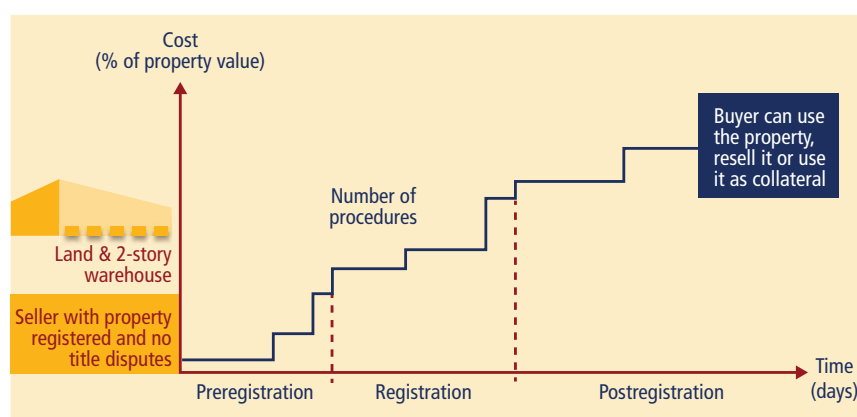 Cost
(% of property value)
Buyer can use
the property,
resell it or use
it as collateral
Number of
procedures
Land & 2-story
warehouse
Seller with property
registered and no
title disputes
Time
(days)
Preregistration
Registration
Postregistration